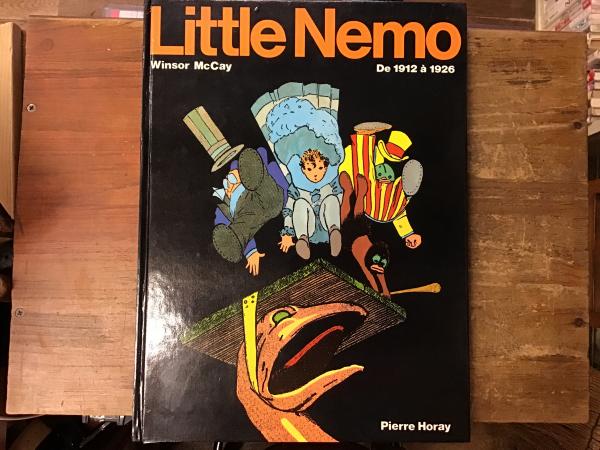 Little Nemo
Winsor McCay
De 1912 à 1926
Pierre Horay